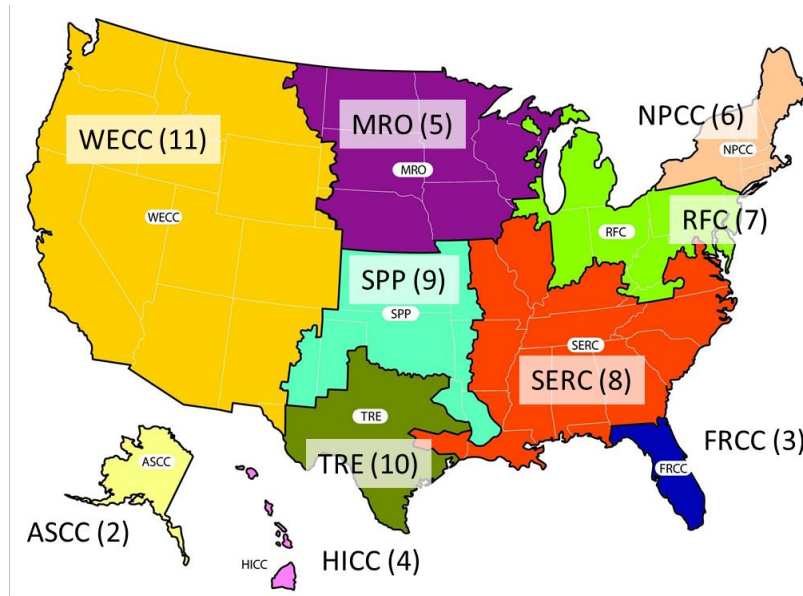 WECC (11)
MRO (5)
NPCC (6)
NPCC
MRO
WECC
RFC
RFC (7)
SPP (9)
SPP
SERC
SERC (8)
TRE
TRE (10)
FRCC (3)
FRCC
ASCC
ASCC (2)
HICC
HICC (4)